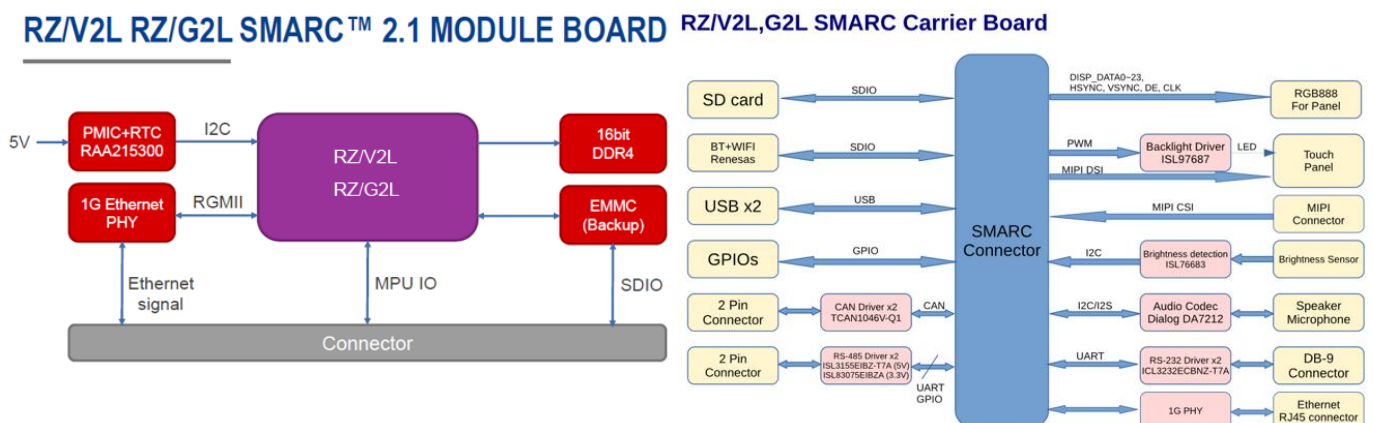 RZ/V2L RZ/G2L SMARC™ 2.1 MODULE BOARD
5V
PMIC+RTC
RAA215300
I2C
RZ/V2L
RZ/G2L
16bit
DDR4
1G Ethernet
PHY
RGMII
EMMC
(Backup)
Ethernet
signal
MPU IO
SDIO
Connector
RZ/V2L,G2L SMARC Carrier Board
SD card
SDIO
BT+WIFI
Renesas
SDIO
USB x2
USB
GPIOs
GPIO
2 Pin
Connector
CAN Driver x2
TCAN1046V-Q1
CAN
2 Pin
Connector
RS-485 Driver x2
ISL3155EIBZ-T7A (5V)
ISL83075EIBZA (3.3V)
UART
GPIO
SMARC
Connector
DISP_DATA0~23,
HSYNC, VSYNC, DE, CLK
RGB888
For Panel
PWM
Backlight Driver
ISL97687
LED
Touch
Panel
MIPI DSI
MIPI CSI
MIPI
Connector
I2C
Brightness detection
ISL76683
Brightness Sensor
I2C/I2S
Audio Codec
Dialog DA7212
Speaker
Microphone
UART
RS-232 Driver x2
ICL3232ECBNZ-T7A
DB-9
Connector
1G PHY
Ethernet
RJ45 connector